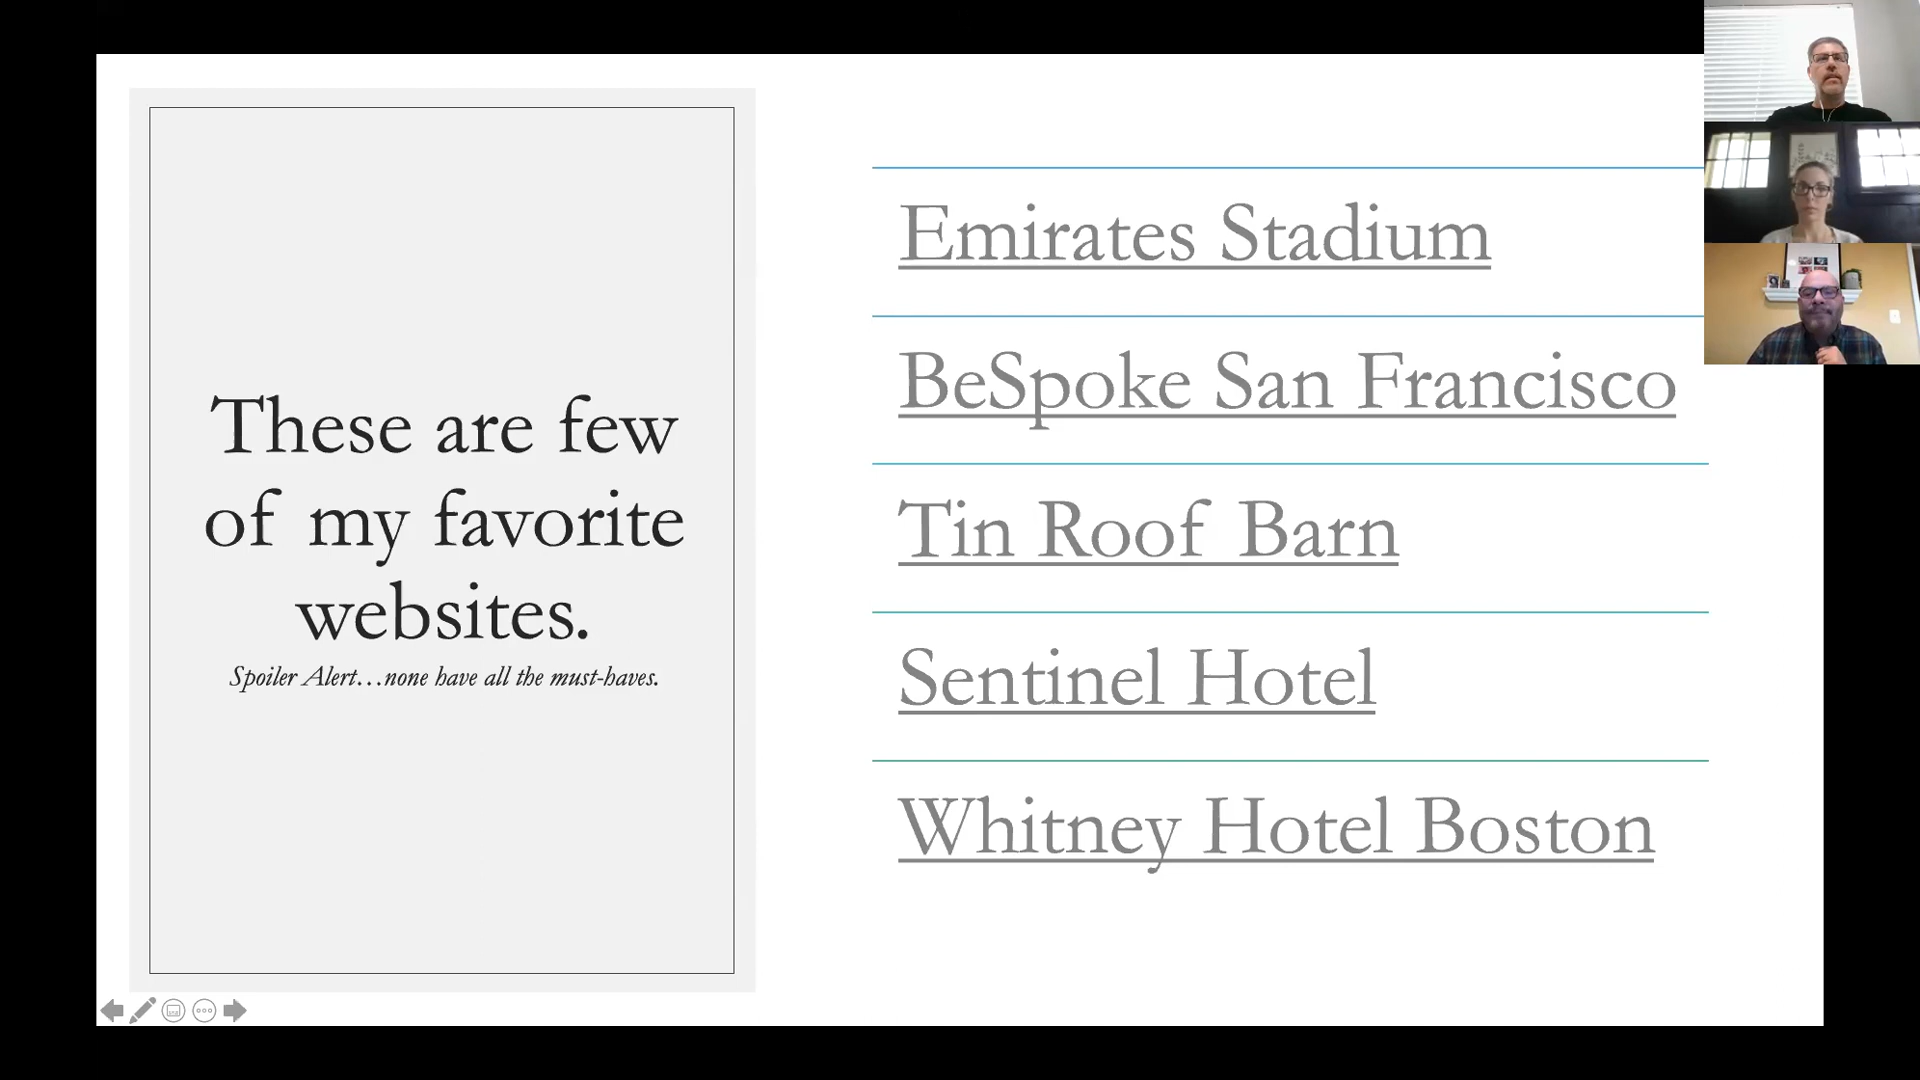 These are few
of my favorite
websites.
Spoiler Alert…none have all the must-haves.
Emirates Stadium
BeSpoke San Francisco
Tin Roof Barn
Sentinel Hotel
Whitney Hotel Boston